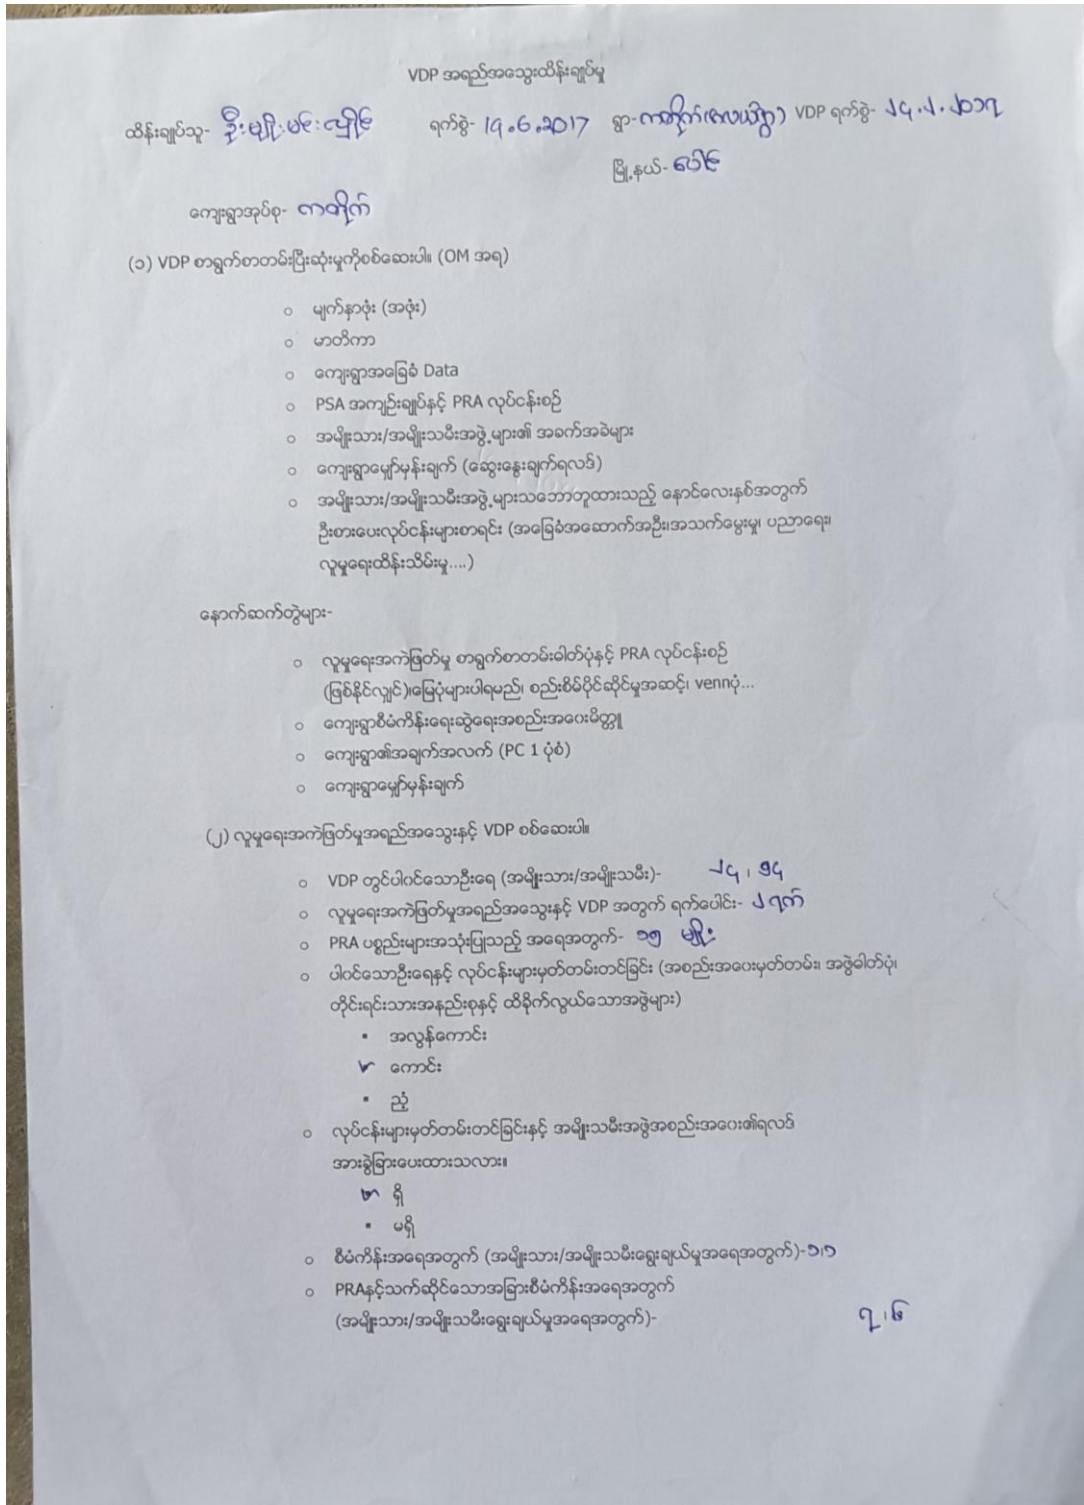 VDP အရည်အသွေးထိန်းချုပ်မှု
ထိန်းချုပ်သူ- ဦးမျိုးမင်းလှိုင် ရက်စွဲ- 19.6.2017 ရွာ-ကတိုက်(လေယာဉ်ကွင်း) VDP ရက်စွဲ- ၂၄.၂.၂၀၁၇
မြို့နယ်- ပေါင်
ကျေးရွာအုပ်စု- ကတိုက်
(၁) VDP စာရွက်စာတမ်းပြီးဆုံးမှုကိုစစ်ဆေးပါ။ (OM အရ)
○ မျက်နှာဖုံး (အဖုံး)
○ မာတိကာ
○ ကျေးရွာအခြေခံ Data
○ PSA အကျဉ်းချုပ်နှင့် PRA လုပ်ငန်းစဉ်
○ အမျိုးသား/အမျိုးသမီးအဖွဲ့များ၏ အခက်အခဲများ
○ ကျေးရွာမျှော်မှန်းချက် (ဆွေးနွေးချက်ရလဒ်)
○ အမျိုးသား/အမျိုးသမီးအဖွဲ့များသဘောတူထားသည့် နောင်လေးနှစ်အတွက်
ဦးစားပေးလုပ်ငန်းများစာရင်း (အခြေခံအဆောက်အဦး၊အသက်မွေးမှု၊ ပညာရေး၊
လူမှုရေးထိန်းသိမ်းမှု....)
နောက်ဆက်တွဲများ-
○ လူမှုရေးအကဲဖြတ်မှု စာရွက်စာတမ်းဓါတ်ပုံနှင့် PRA လုပ်ငန်းစဉ်
(ဖြစ်နိုင်လျှင်)၊မြေပုံများပါရမည်၊ စည်းစိမ်ပိုင်ဆိုင်မှုအဆင့်၊ vennပုံ...
○ ကျေးရွာစီမံကိန်းရေးဆွဲရေးအစည်းအဝေးမိတ္တူ
○ ကျေးရွာ၏အချက်အလက် (PC 1 ပုံစံ)
○ ကျေးရွာမျှော်မှန်းချက်
(၂) လူမှုရေးအကဲဖြတ်မှုအရည်အသွေးနှင့် VDP စစ်ဆေးပါ။
○ VDP တွင်ပါဝင်သောဦးရေ (အမျိုးသား/အမျိုးသမီး)- ၂၄၊ ၅၄
○ လူမှုရေးအကဲဖြတ်မှုအရည်အသွေးနှင့် VDP အတွက် ရက်ပေါင်း- ၂ ရက်
○ PRA ပစ္စည်းများအသုံးပြုသည့် အရေအတွက်- ၁၅ မျိုး
○ ပါဝင်သောဦးရေနှင့် လုပ်ငန်းများမှတ်တမ်းတင်ခြင်း (အစည်းအဝေးမှတ်တမ်း၊ အဖွဲဓါတ်ပုံ၊
တိုင်းရင်းသားအနည်းစုနှင့် ထိခိုက်လွယ်သောအဖွဲများ)
▪ အလွန်ကောင်း
✓ ကောင်း
▪ ညံ့
○ လုပ်ငန်းများမှတ်တမ်းတင်ခြင်းနှင့် အမျိုးသမီးအဖွဲအစည်းအဝေး၏ရလဒ်
အားခွဲခြားပေးထားသလား။
✓ ရှိ
▪ မရှိ
○ စီမံကိန်းအရေအတွက် (အမျိုးသား/အမျိုးသမီးရွေးချယ်မှုအရေအတွက်)-၁၊၁
○ PRAနှင့်သက်ဆိုင်သောအခြားစီမံကိန်းအရေအတွက်
(အမျိုးသား/အမျိုးသမီးရွေးချယ်မှုအရေအတွက်)- ၇၊၆